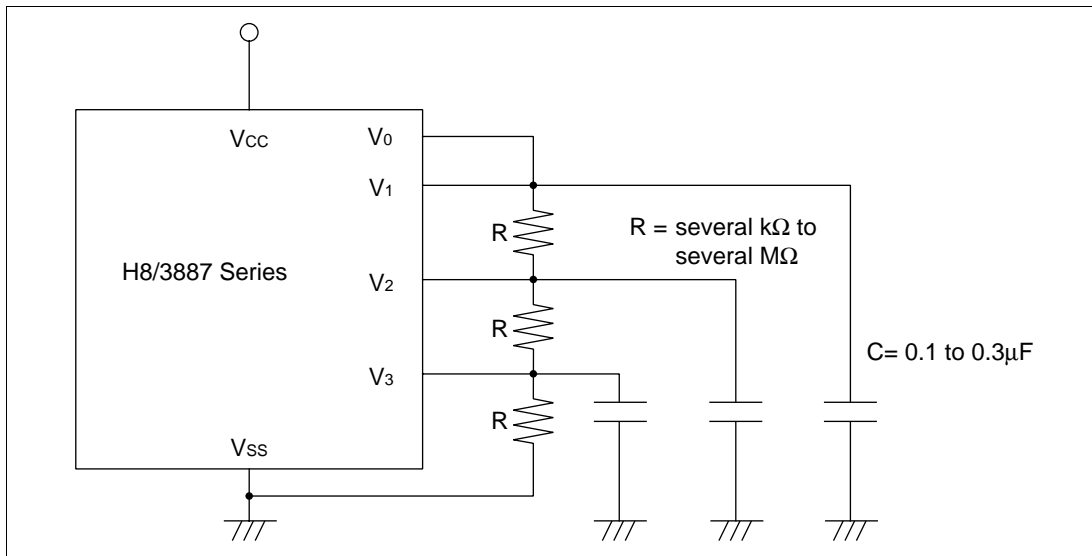 VCC
V0
V1
R
R = several kΩ to
several MΩ
H8/3887 Series
V2
R
C= 0.1 to 0.3μF
V3
R
VSS